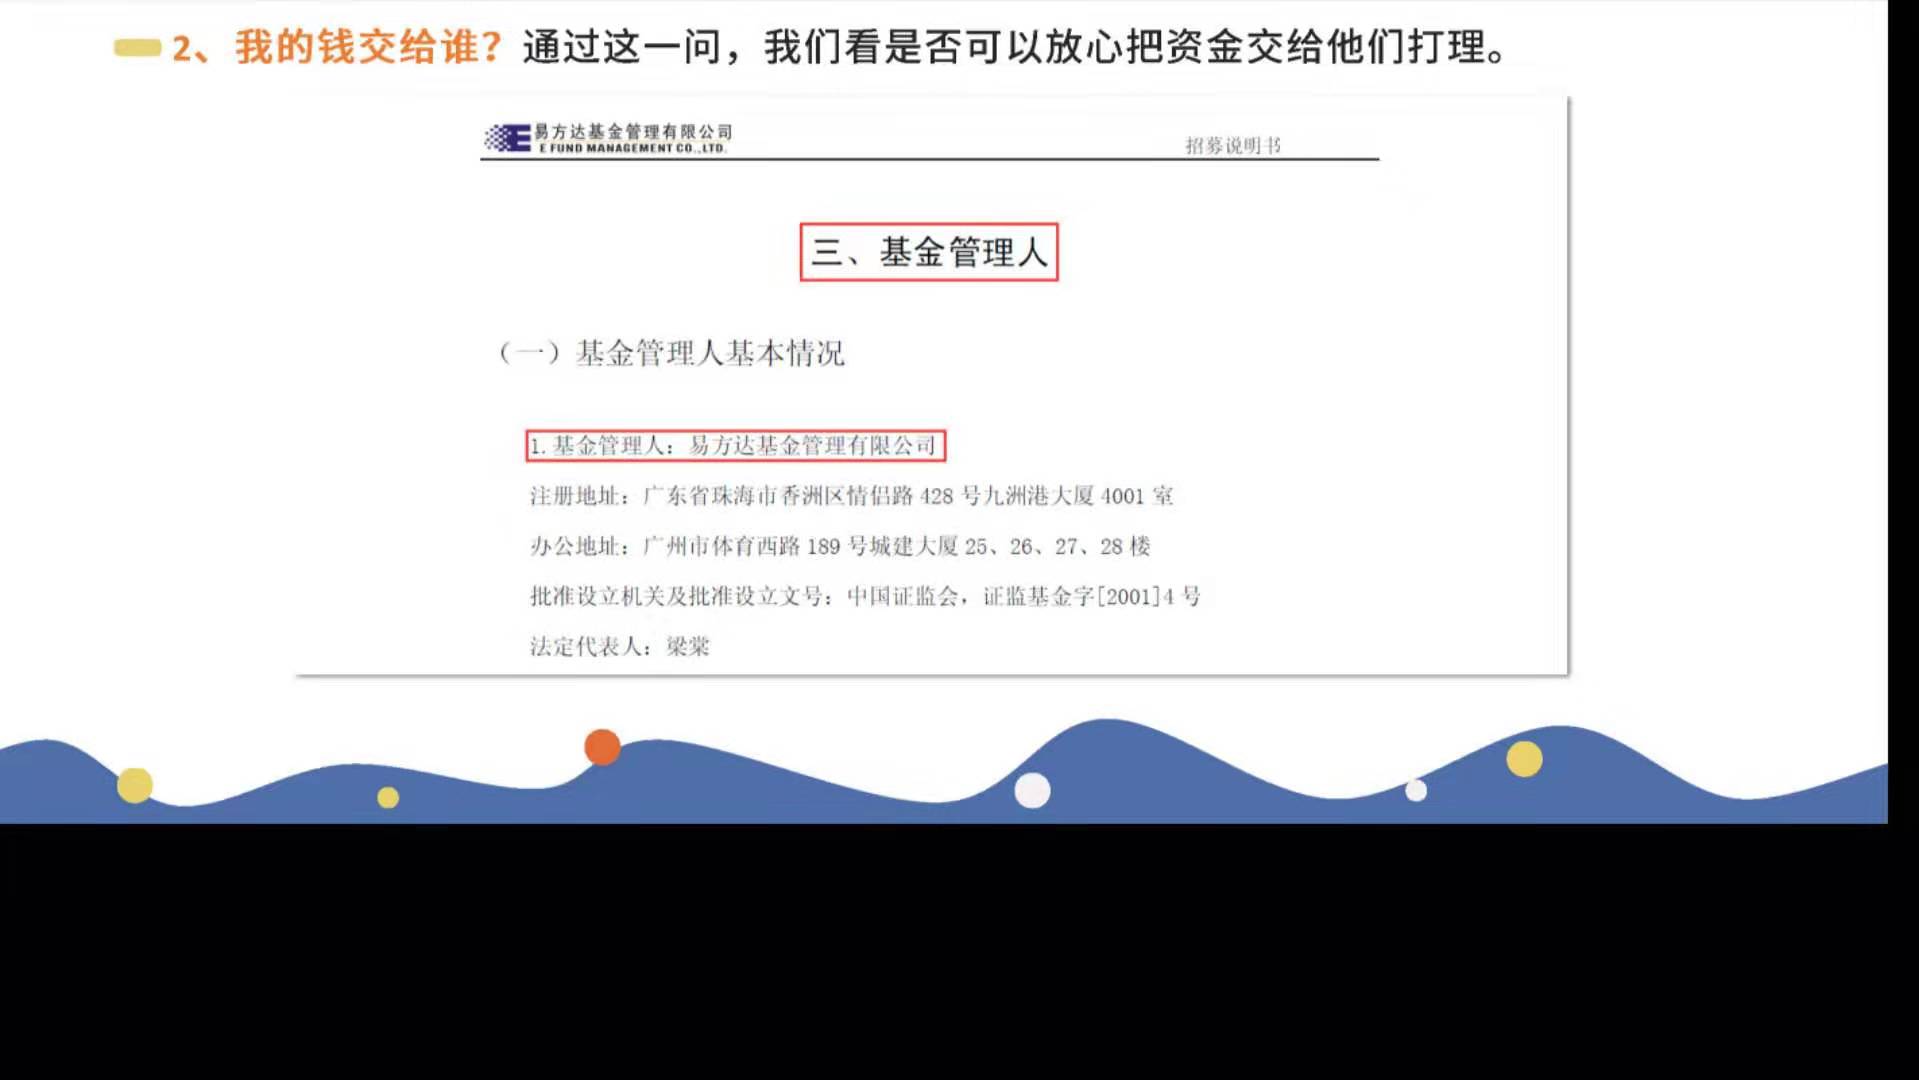 2、我的钱交给谁？通过这一问，我们看是否可以放心把资金交给他们打理。
易方达基金管理有限公司
E FUND MANAGEMENT CO.,LTD.
招募说明书
三、基金管理人
（一）基金管理人基本情况
1.基金管理人：易方达基金管理有限公司
注册地址：广东省珠海市香洲区情侣路 428 号九洲港大厦 4001 室
办公地址：广州市体育西路 189 号城建大厦 25、26、27、28 楼
批准设立机关及批准设立文号：中国证监会，证监基金字[2001]4 号
法定代表人：梁棠